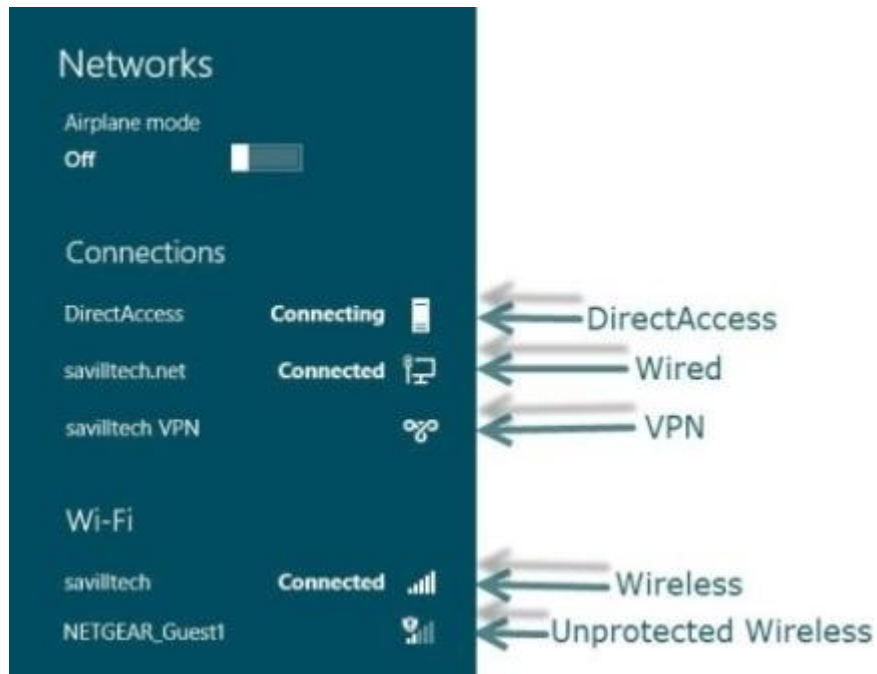 Networks
Airplane mode
Off
Connections
DirectAccess Connecting DirectAccess
savilltech.net Connected Wired
savilltech VPN VPN
Wi-Fi
savilltech Connected Wireless
NETGEAR_Guest1 Unprotected Wireless